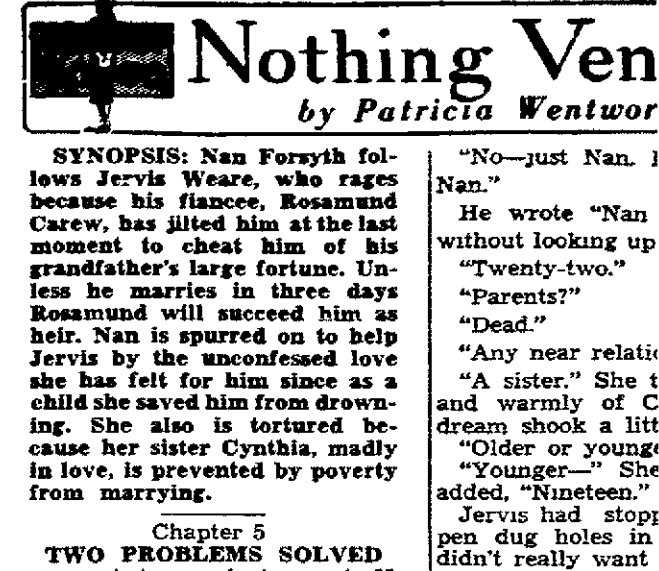 Nothing Ven
by Patricia Wentwor
SYNOPSIS: Nan Forsyth fol-
lows Jervis Weare, who rages
because his fiancee, Rosamund
Carew, has jilted him at the last
moment to cheat him of his
grandfather's large fortune. Un-
less he marries in three days
Rosamund will succeed him as
heir. Nan is spurred on to help
Jervis by the unconfessed love
she has felt for him since as a
child she saved him from drown-
ing. She also is tortured be-
cause her sister Cynthia, madly
in love, is prevented by poverty
from marrying.
Chapter 5
TWO PROBLEMS SOLVED
"No—just Nan.
Nan."
He wrote "Nan
without looking up
"Twenty-two."
"Parents?"
"Dead."
"Any near relati
"A sister." She t
and warmly of C
dream shook a litt
"Older or younge
"Younger—" She
added, "Nineteen."
Jervis had stopp
pen dug holes in
didn't really want